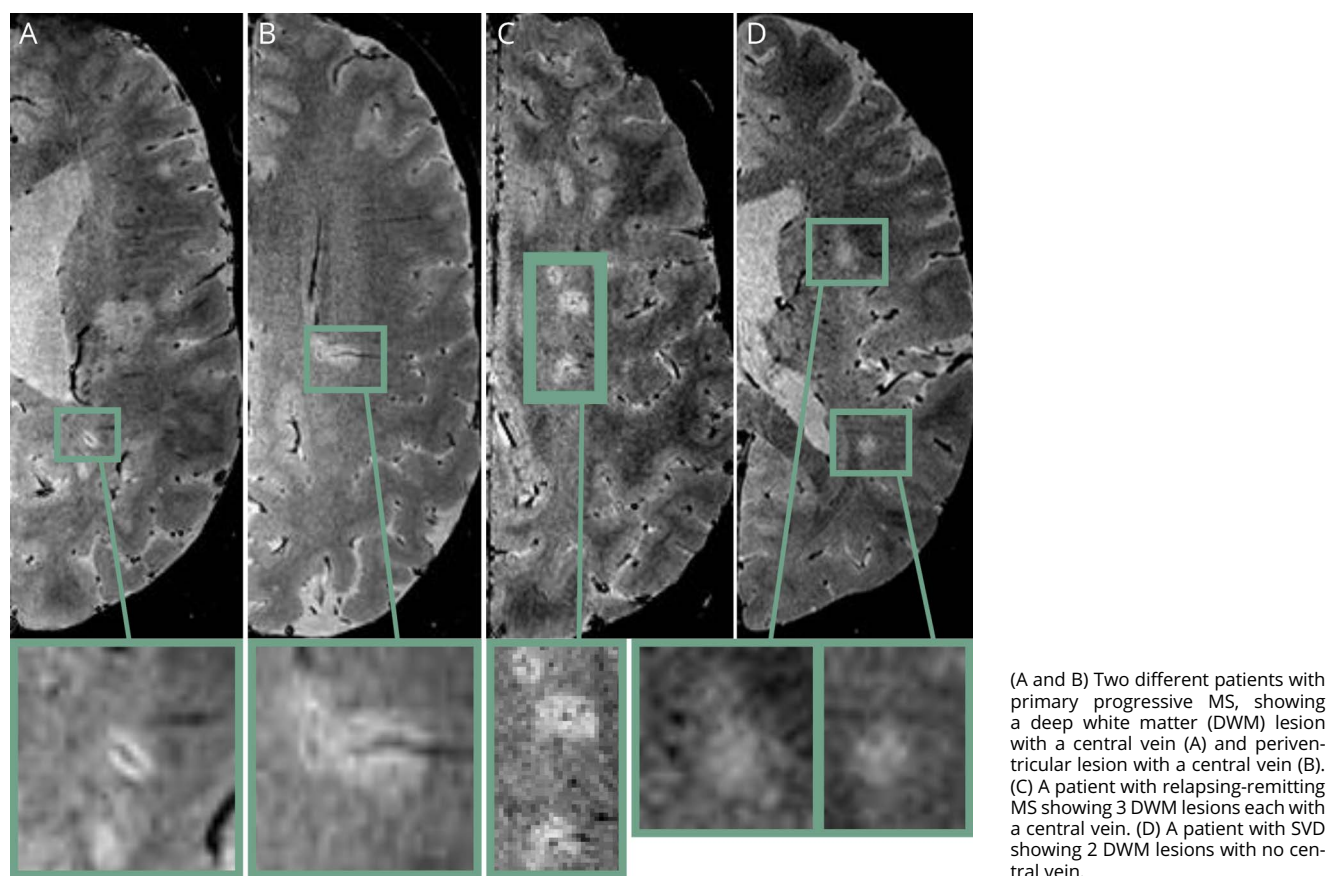 A
B
C
D
(A and B) Two different patients with
primary progressive MS, showing
a deep white matter (DWM) lesion
with a central vein (A) and periven-
tricular lesion with a central vein (B).
(C) A patient with relapsing-remitting
MS showing 3 DWM lesions each with
a central vein. (D) A patient with SVD
showing 2 DWM lesions with no cen-
tral vein.